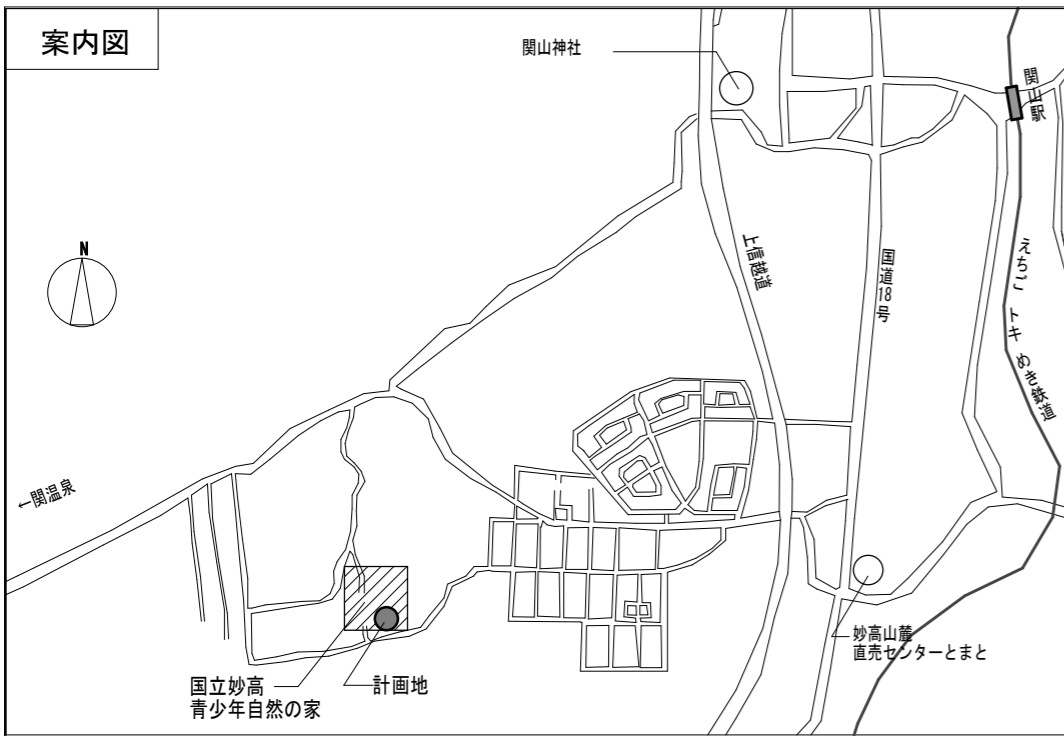 案内図
関山神社
関山駅
N
上信越道
国道18号
えちご トキ めき鉄道
←関温泉
妙高山麓
直売センターとまと
国立妙高
青少年自然の家
計画地